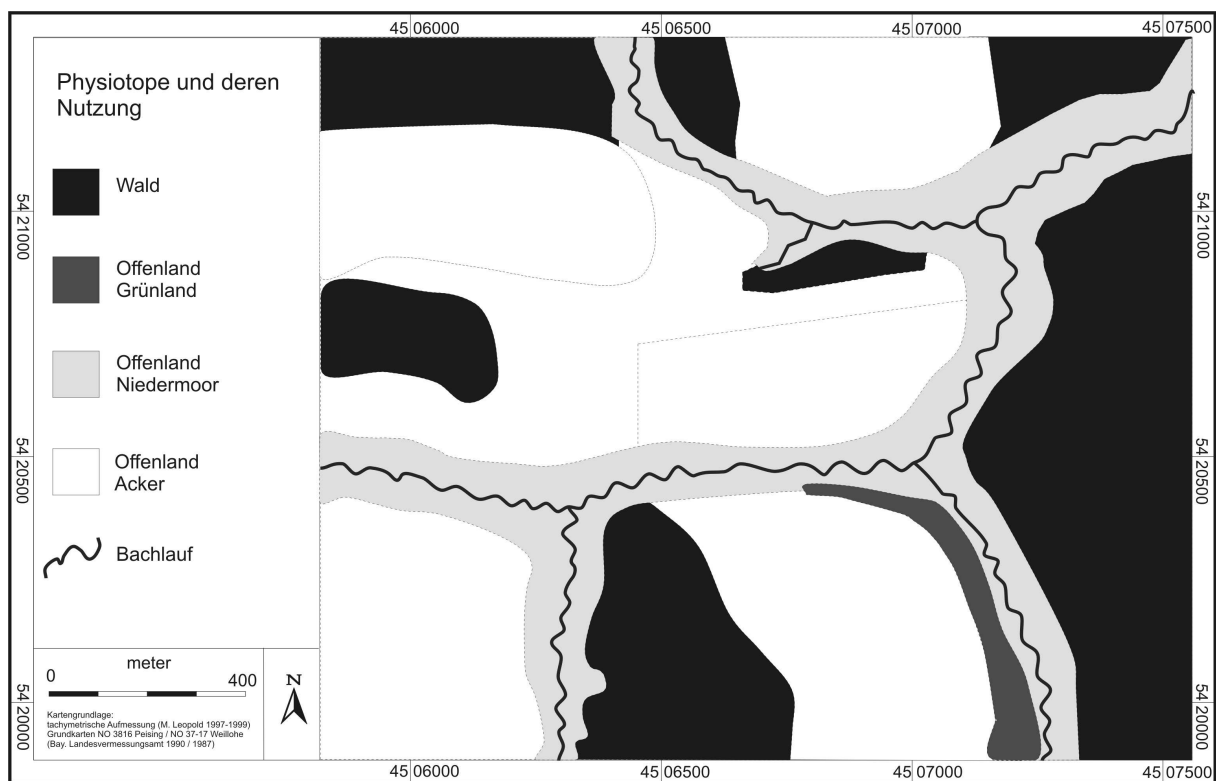 45 06000
45 06500
45 07000
45 07500
Physiotope und deren
Nutzung
Wald
Offenland
Grünland
Offenland
Niedermoor
Offenland
Acker
Bachlauf
54 21000
54 20500
54 20000
54 21000
54 20500
54 20000
meter
0
400
N
Kartengrundlage:
tachymetrische Aufmessung (M. Leopold 1997-1999)
Grundkarten NO 3816 Peising / NO 37-17 Weillohe
(Bay. Landesvermessungsamt 1990 / 1987)
45 06000
45 06500
45 07000
45 07500